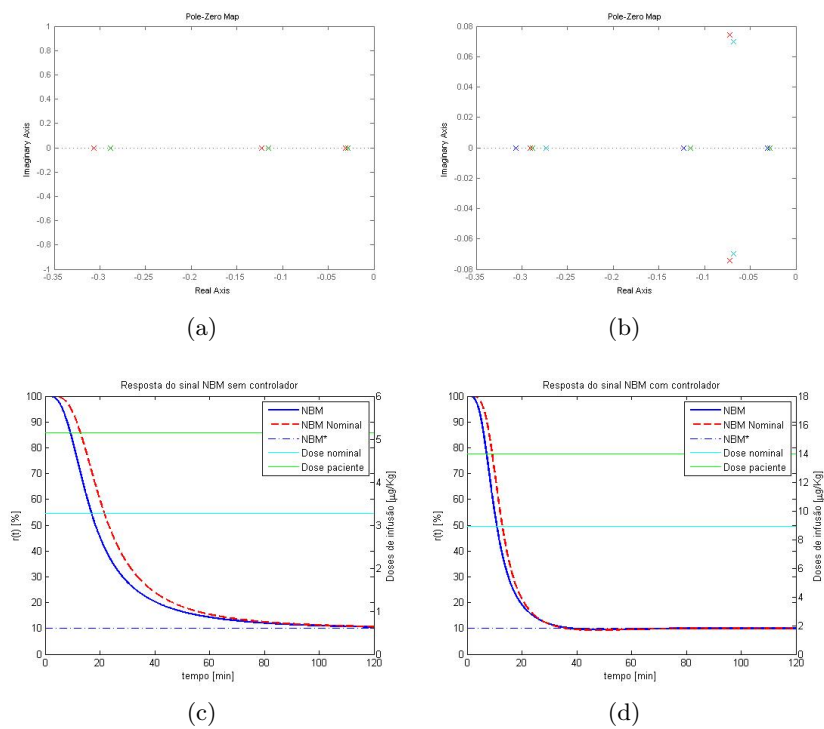 Pole-Zero Map
1
0.8
0.6
0.4
0.2
0
-0.2
-0.4
-0.6
-0.8
-1
Imaginary Axis
-0.35 -0.3 -0.25 -0.2 -0.15 -0.1 -0.05 0
Real Axis
(a)
Pole-Zero Map
0.08
0.06
0.04
0.02
0
-0.02
-0.04
-0.06
-0.08
Imaginary Axis
-0.35 -0.3 -0.25 -0.2 -0.15 -0.1 -0.05 0
Real Axis
(b)
Resposta do sinal NBM sem controlador
100
90
80
70
60
50
40
30
20
10
0
r(t) [%]
NBM
NBM Nominal
NBM*
Dose nominal
Dose paciente
6
5
4
3
2
1
0
Doses de infusão [µg/Kg]
0 20 40 60 80 100 120
tempo [min]
(c)
Resposta do sinal NBM com controlador
100
90
80
70
60
50
40
30
20
10
0
r(t) [%]
NBM
NBM Nominal
NBM*
Dose nominal
Dose paciente
18
16
14
12
10
8
6
4
2
0
Doses de infusão [µg/Kg]
0 20 40 60 80 100 120
tempo [min]
(d)